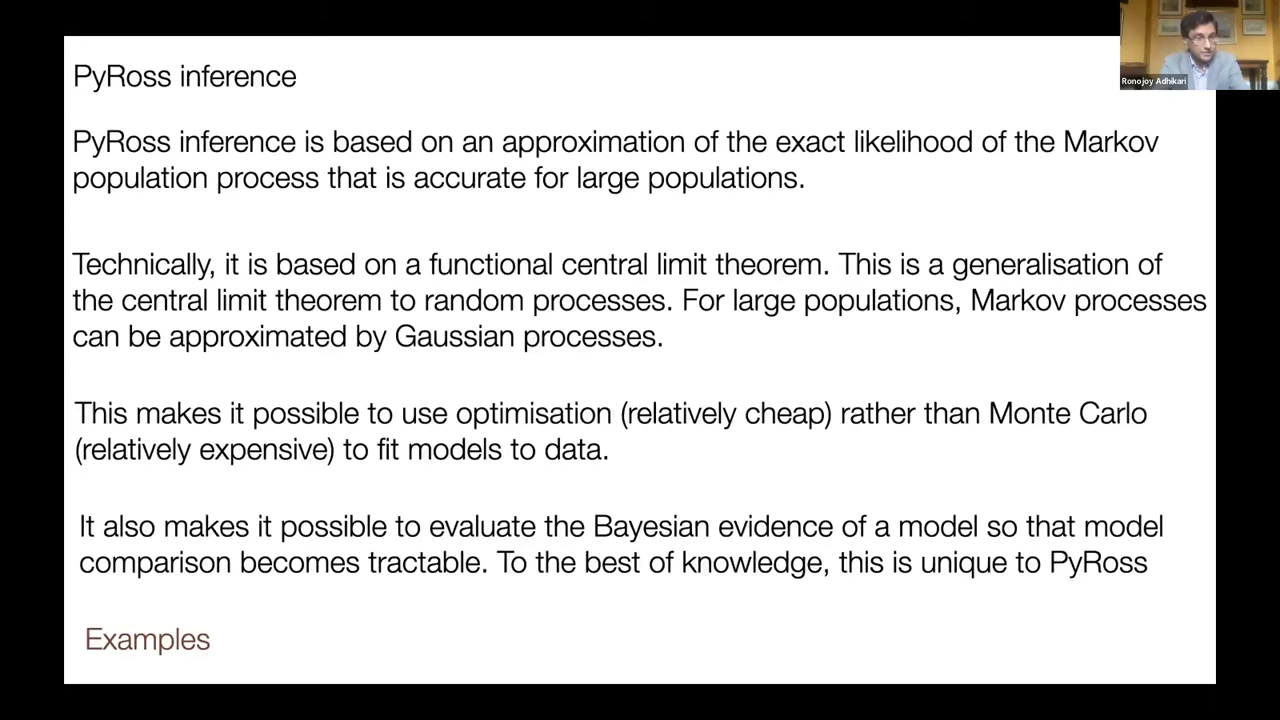 PyRoss inference
Ronojoy Adhikari
PyRoss inference is based on an approximation of the exact likelihood of the Markov
population process that is accurate for large populations.
Technically, it is based on a functional central limit theorem. This is a generalisation of
the central limit theorem to random processes. For large populations, Markov processes
can be approximated by Gaussian processes.
This makes it possible to use optimisation (relatively cheap) rather than Monte Carlo
(relatively expensive) to fit models to data.
It also makes it possible to evaluate the Bayesian evidence of a model so that model
comparison becomes tractable. To the best of knowledge, this is unique to PyRoss
Examples